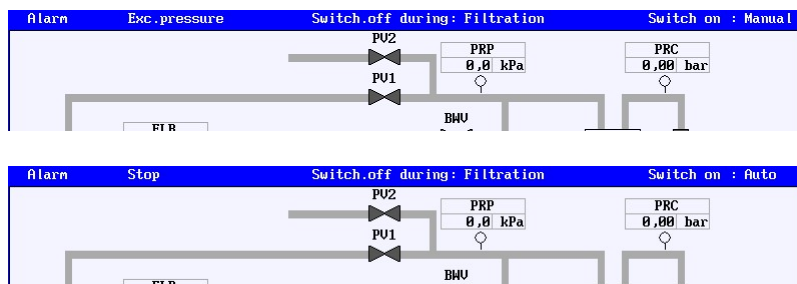 Alarm Exc.pressure Switch.off during: Filtration Switch on : Manual
PV2
PRP PRC
0,0 kPa 0,00 bar
PV1
BWV
FLB
Alarm Stop Switch.off during: Filtration Switch on : Auto
PV2
PRP PRC
0,0 kPa 0,00 bar
PV1
BWV